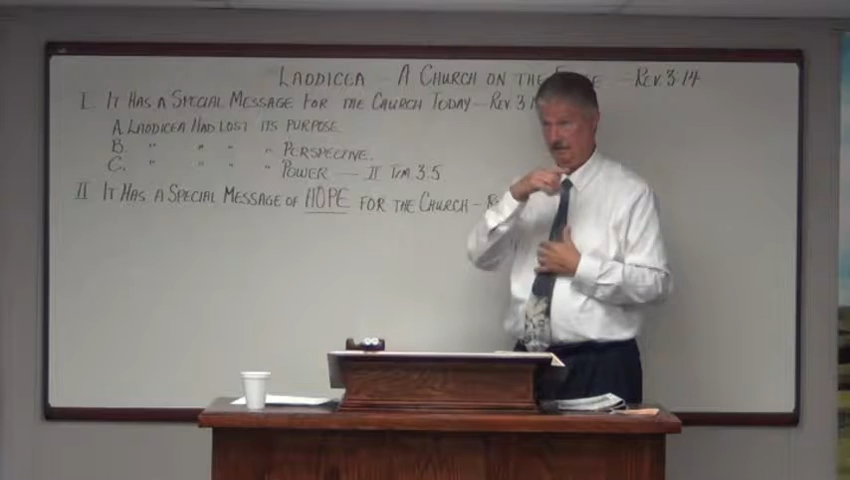 LAODICEA - A CHURCH ON THE — REV. 3:14
I IT HAS A SPECIAL MESSAGE FOR THE CHURCH TODAY — REV. 3:
A. LAODICEA HAD LOST ITS PURPOSE.
B. " " " " PERSPECTIVE.
C. " " " " POWER — II TIM. 3:5
II IT HAS A SPECIAL MESSAGE OF HOPE FOR THE CHURCH -